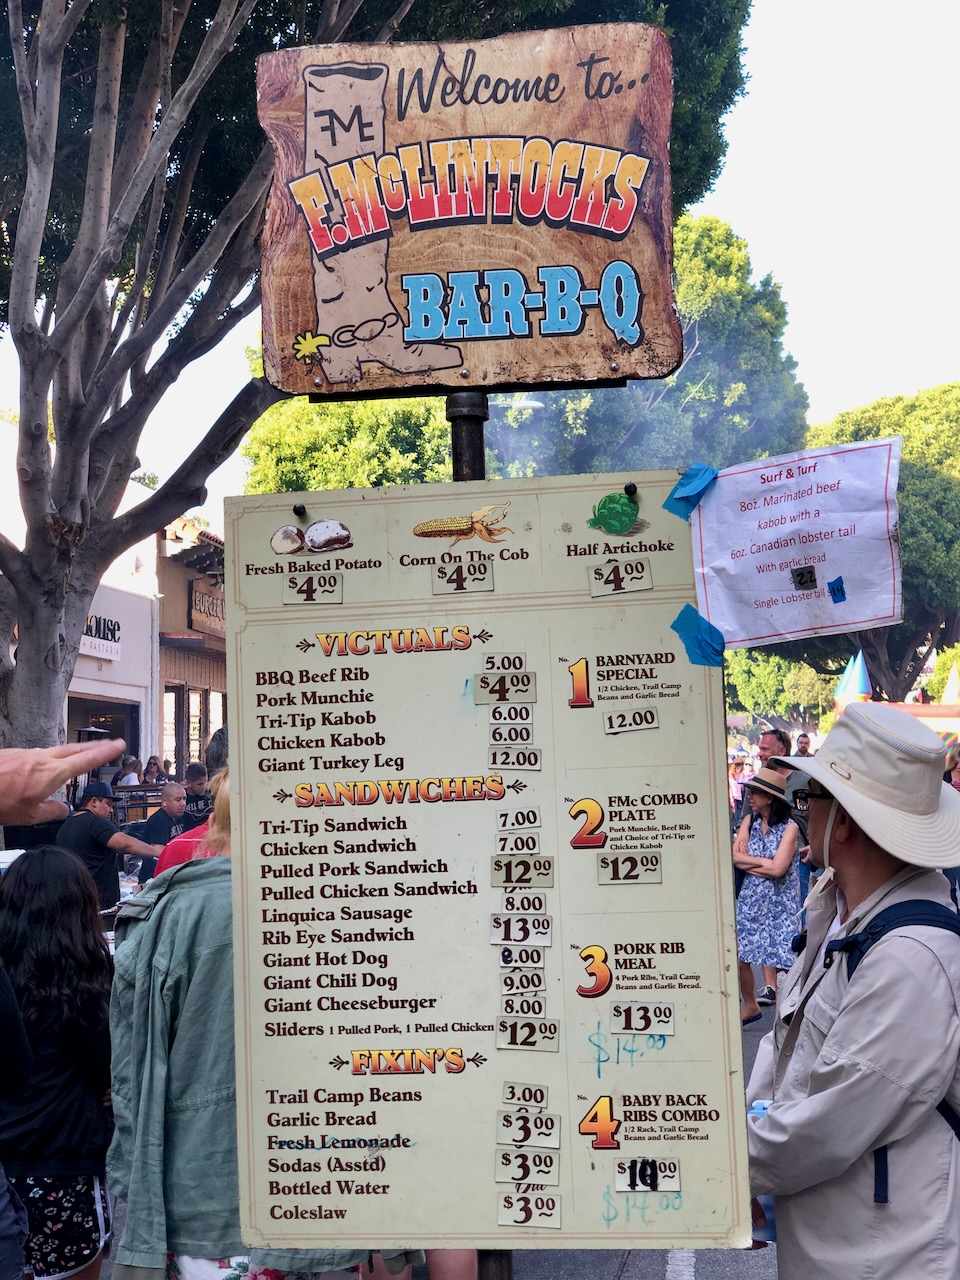 Welcome to...
FMc
F.McLINTOCKS
BAR-B-Q
Fresh Baked Potato
$4.00
Corn On The Cob
$4.00
Half Artichoke
$4.00
Surf & Turf
8oz. Marinated beef
kabob with a
6oz. Canadian lobster tail
With garlic bread
$22
Single Lobster tail $14
VICTUALS
BBQ Beef Rib 5.00
Pork Munchie $4.00
Tri-Tip Kabob 6.00
Chicken Kabob 6.00
Giant Turkey Leg 12.00
SANDWICHES
Tri-Tip Sandwich 7.00
Chicken Sandwich 7.00
Pulled Pork Sandwich $12.00
Pulled Chicken Sandwich
Linquica Sausage 8.00
Rib Eye Sandwich $13
Giant Hot Dog 8.00
Giant Chili Dog 9.00
Giant Cheeseburger 8.00
Sliders 1 Pulled Pork, 1 Pulled Chicken $12.00
FIXIN'S
Trail Camp Beans 3.00
Garlic Bread $3.00
Fresh Lemonade
Sodas (Asstd) $3.00
Bottled Water
Coleslaw $3.00
No. 1 BARNYARD
SPECIAL
1/2 Chicken, Trail Camp
Beans and Garlic Bread
12.00
No. 2 FMc COMBO
PLATE
Pork Munchie, Beef Rib
and Choice of Tri-Tip or
Chicken Kabob
$12.00
No. 3 PORK RIB
MEAL
4 Pork Ribs, Trail Camp
Beans and Garlic Bread.
$13.00
$14.00
No. 4 BABY BACK
RIBS COMBO
1/2 Rack, Trail Camp
Beans and Garlic Bread
$14.00
$14.00